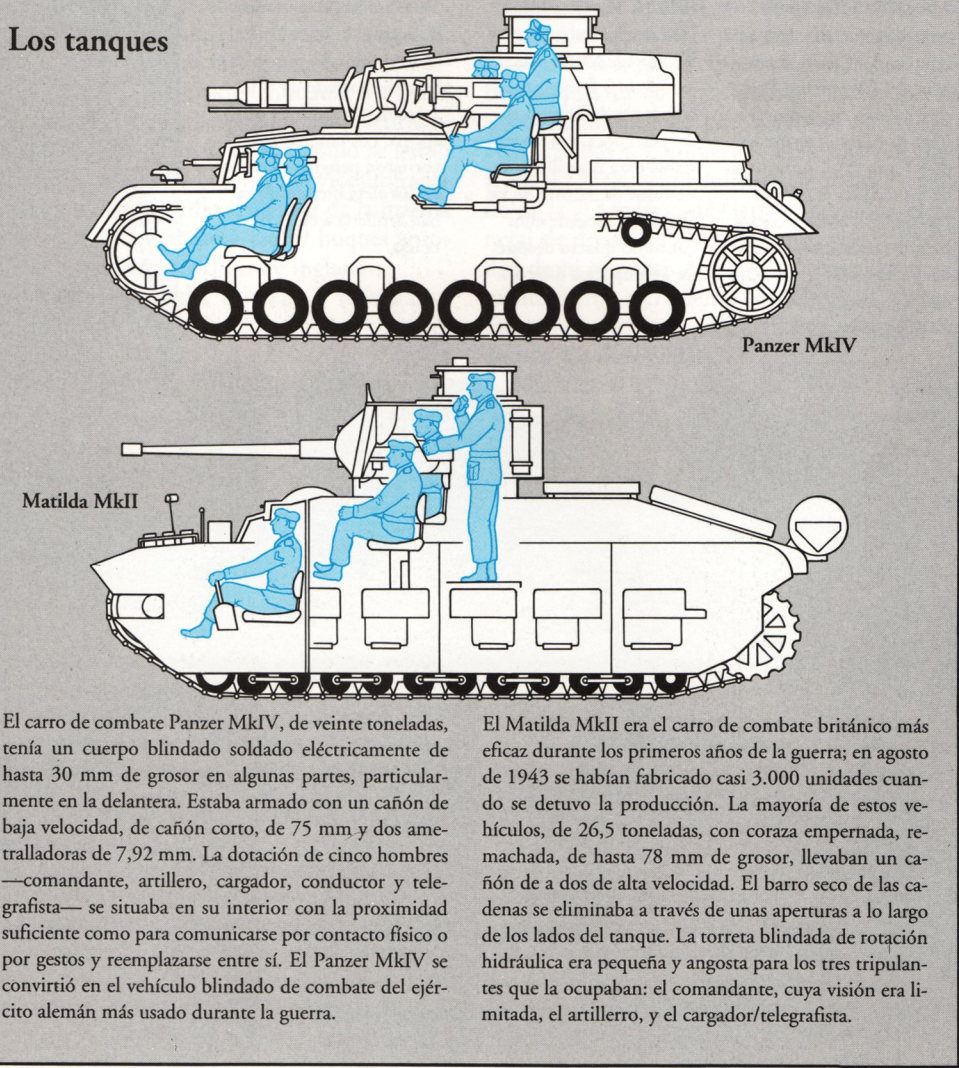 Los tanques
Panzer MkIV
Matilda MkII
El carro de combate Panzer MkIV, de veinte toneladas,
tenía un cuerpo blindado soldado eléctricamente de
hasta 30 mm de grosor en algunas partes, particular-
mente en la delantera. Estaba armado con un cañón de
baja velocidad, de cañón corto, de 75 mm y dos ame-
tralladoras de 7,92 mm. La dotación de cinco hombres
—comandante, artillero, cargador, conductor y tele-
grafista— se situaba en su interior con la proximidad
suficiente como para comunicarse por contacto físico o
por gestos y reemplazarse entre sí. El Panzer MkIV se
convirtió en el vehículo blindado de combate del ejér-
cito alemán más usado durante la guerra.
El Matilda MkII era el carro de combate británico más
eficaz durante los primeros años de la guerra; en agosto
de 1943 se habían fabricado casi 3.000 unidades cuan-
do se detuvo la producción. La mayoría de estos ve-
hículos, de 26,5 toneladas, con coraza empernada, re-
machada, de hasta 78 mm de grosor, llevaban un ca-
ñón de a dos de alta velocidad. El barro seco de las ca-
denas se eliminaba a través de unas aperturas a lo largo
de los lados del tanque. La torreta blindada de rotación
hidráulica era pequeña y angosta para los tres tripulan-
tes que la ocupaban: el comandante, cuya visión era li-
mitada, el artillerro, y el cargador/telegrafista.